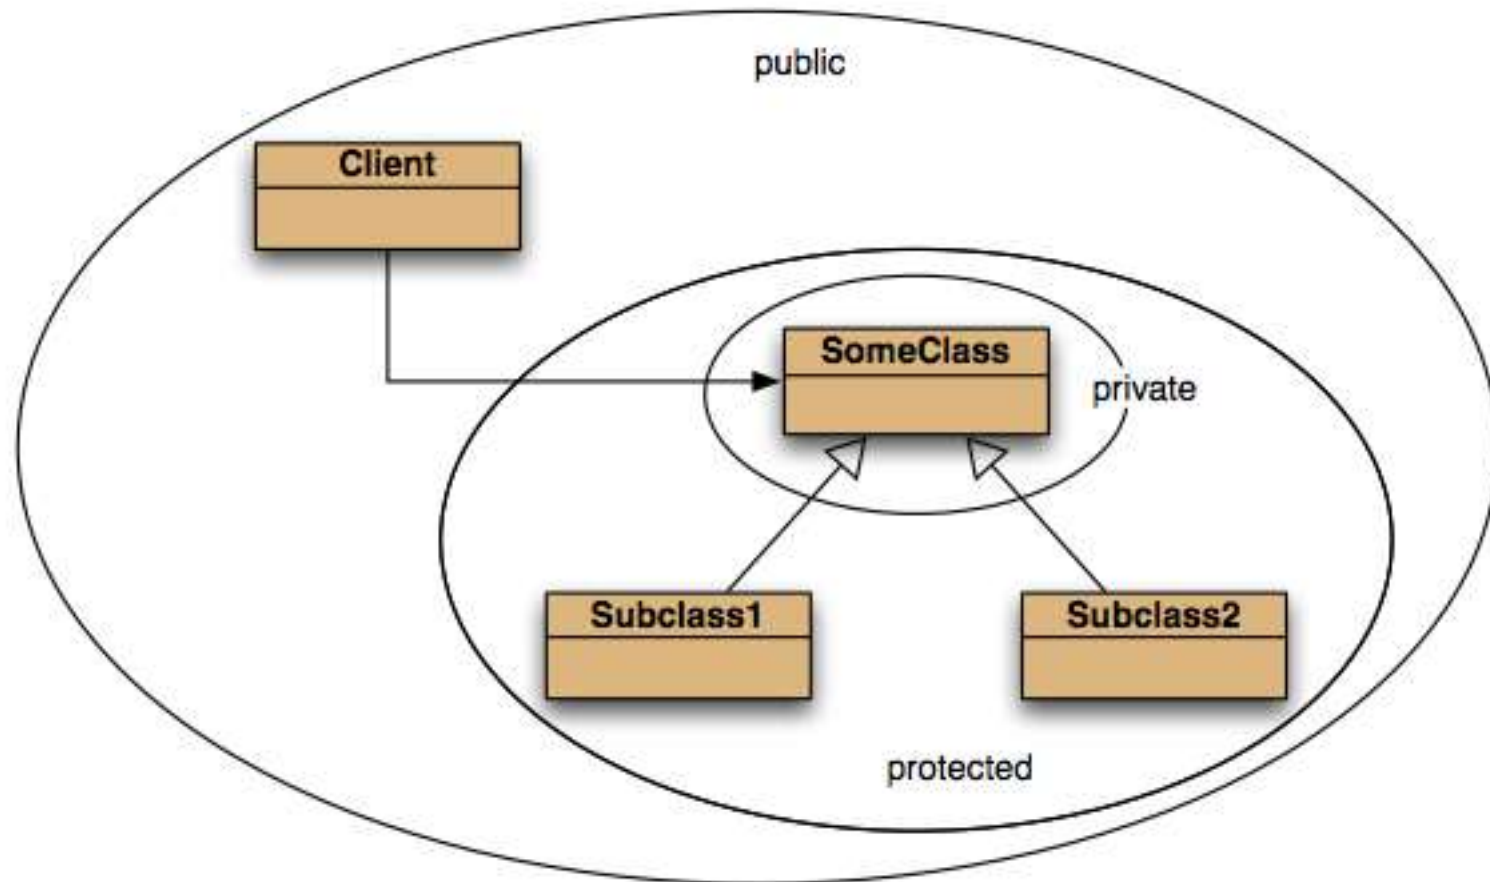 public
Client
SomeClass
private
Subclass1
Subclass2
protected